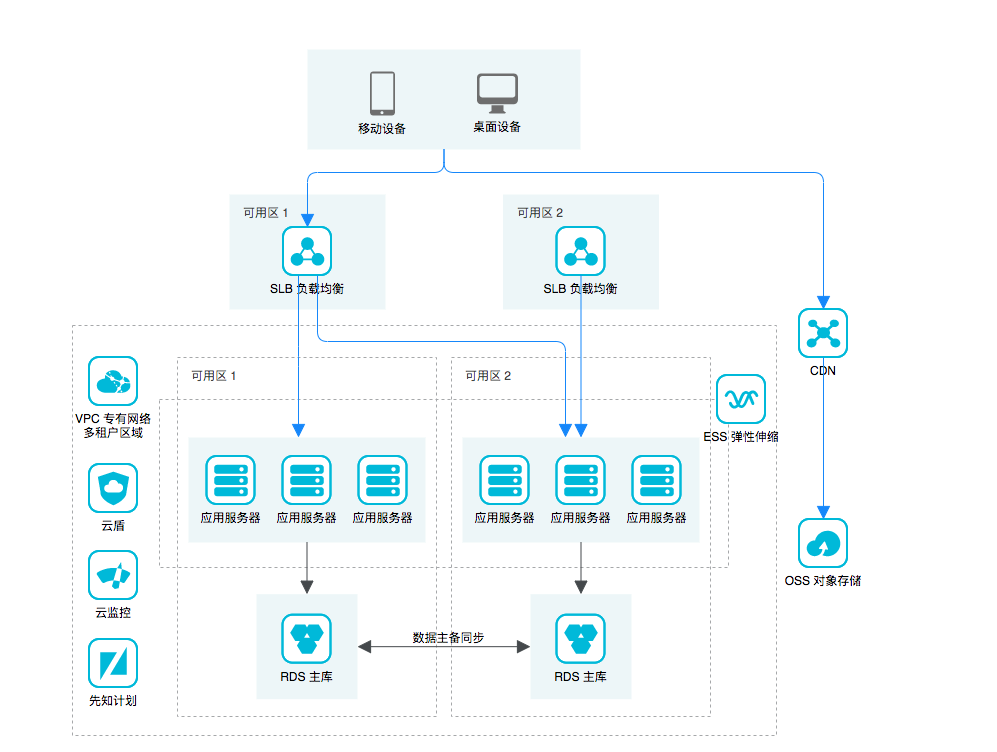 移动设备
桌面设备
可用区 1
可用区 2
SLB 负载均衡
SLB 负载均衡
CDN
可用区 1
可用区 2
VPC 专有网络
多租户区域
ESS 弹性伸缩
云盾
应用服务器
应用服务器
应用服务器
应用服务器
应用服务器
应用服务器
OSS 对象存储
云监控
数据主备同步
RDS 主库
RDS 主库
先知计划